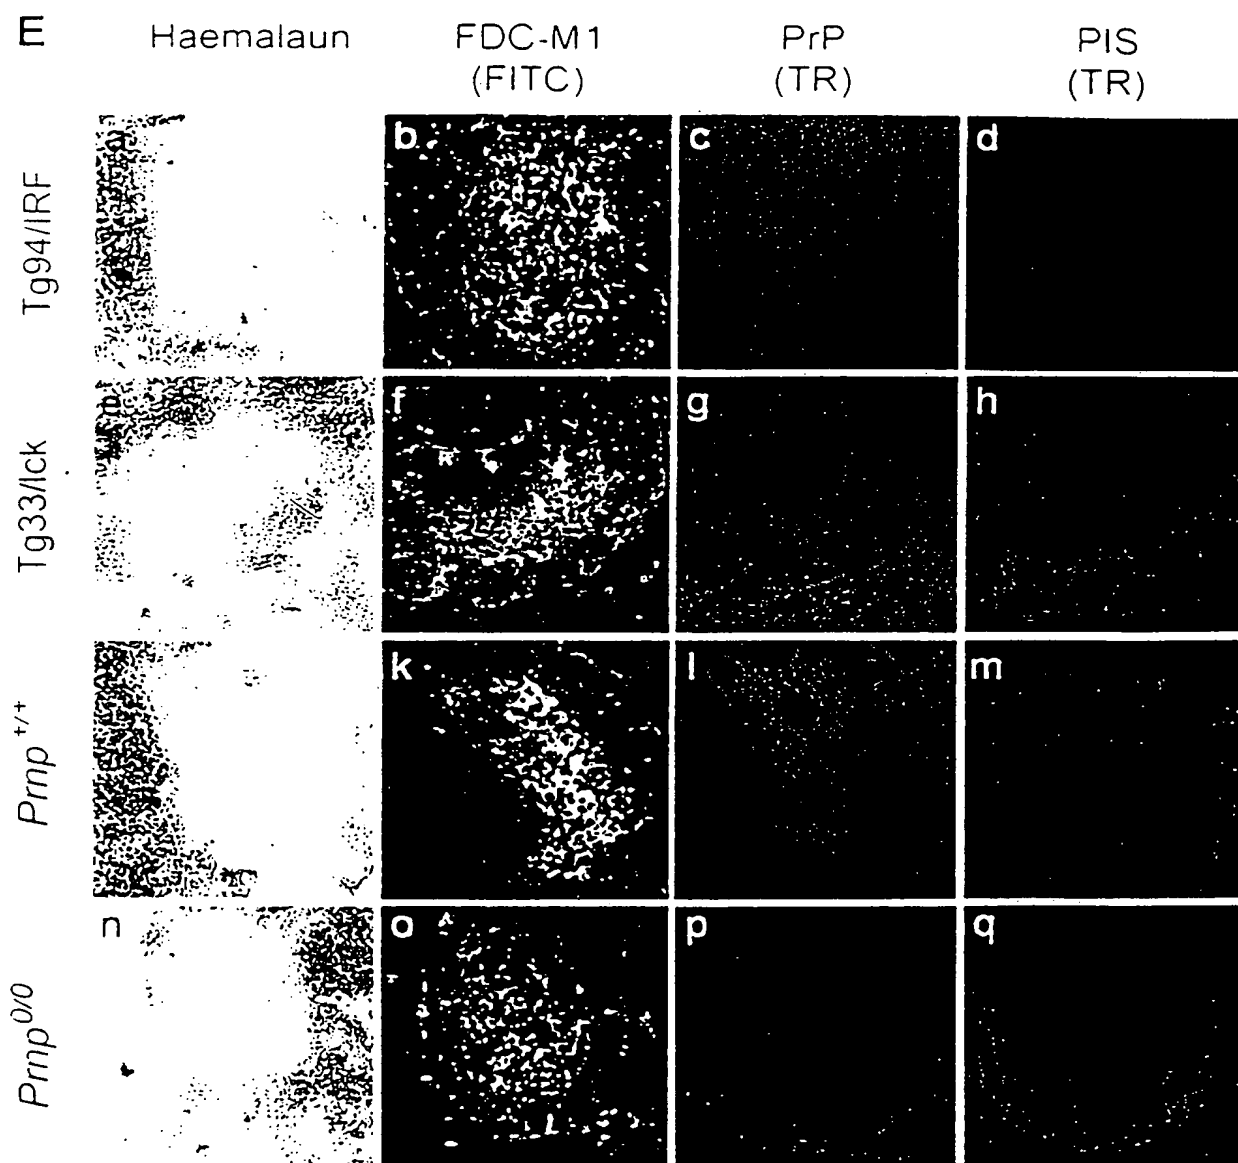 E
Haemalaun FDC-M1 PrP PIS
(FITC) (TR) (TR)
Tg94/IRF
b c d
Tg33/lck
f g h
Prnp+/+
k l m
Prnp0/0
n o p q